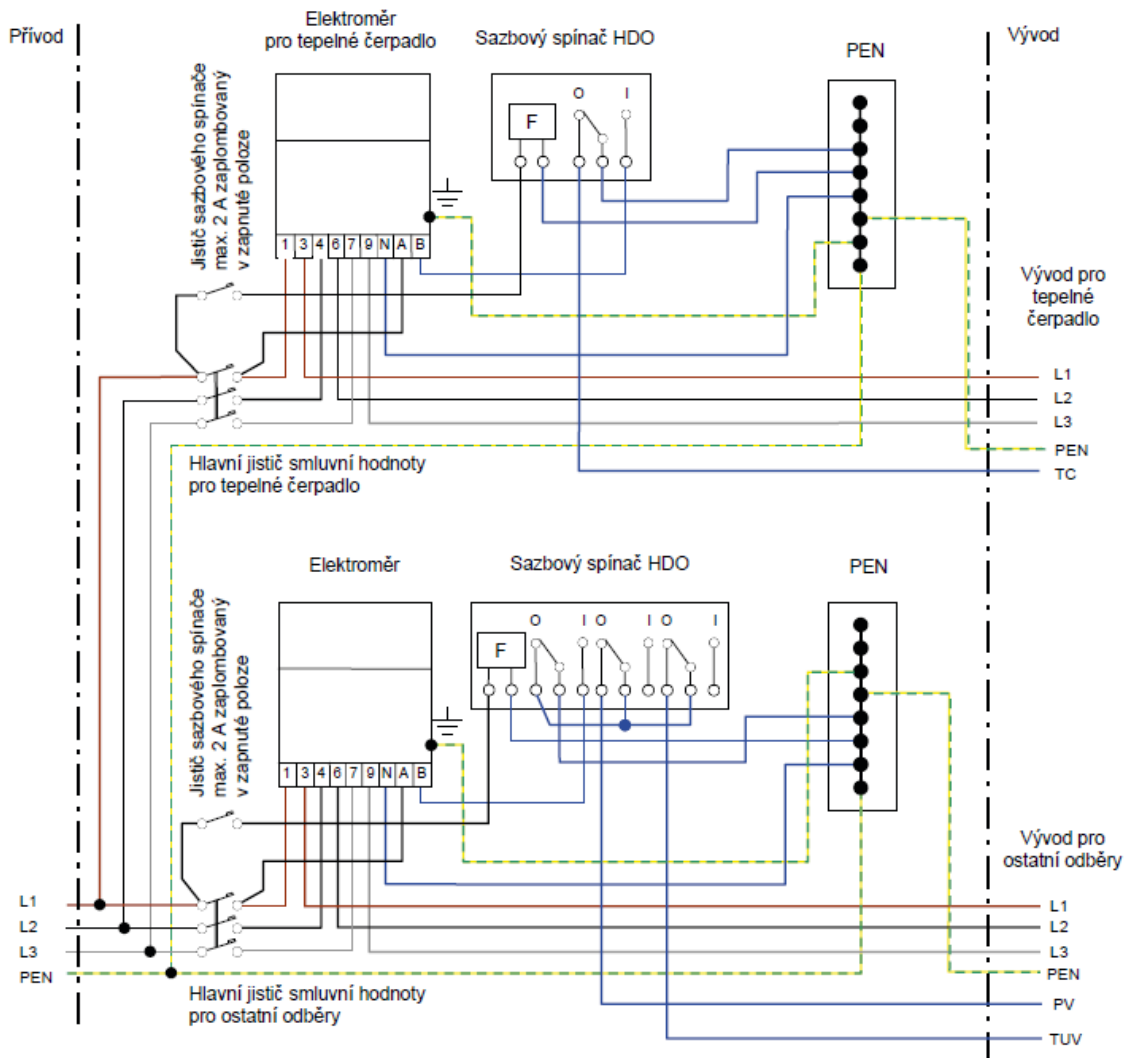 Přívod
Elektroměr
pro tepelné čerpadlo
Sazbový spínač HDO
PEN
Vývod
Jistič sazbového spínače
max. 2 A zaplombovaný
v zapnuté poloze
F
O
I
1 3 4 6 7 9 N A B
Vývod pro
tepelné
čerpadlo
L1
L2
L3
PEN
TC
Hlavní jistič smluvní hodnoty
pro tepelné čerpadlo
Elektroměr
Sazbový spínač HDO
PEN
Jistič sazbového spínače
max. 2 A zaplombovaný
v zapnuté poloze
F
O I O I O I
1 3 4 6 7 9 N A B
Vývod pro
ostatní odběry
L1
L2
L3
PEN
L1
L2
L3
PEN
PV
TUV
Hlavní jistič smluvní hodnoty
pro ostatní odběry